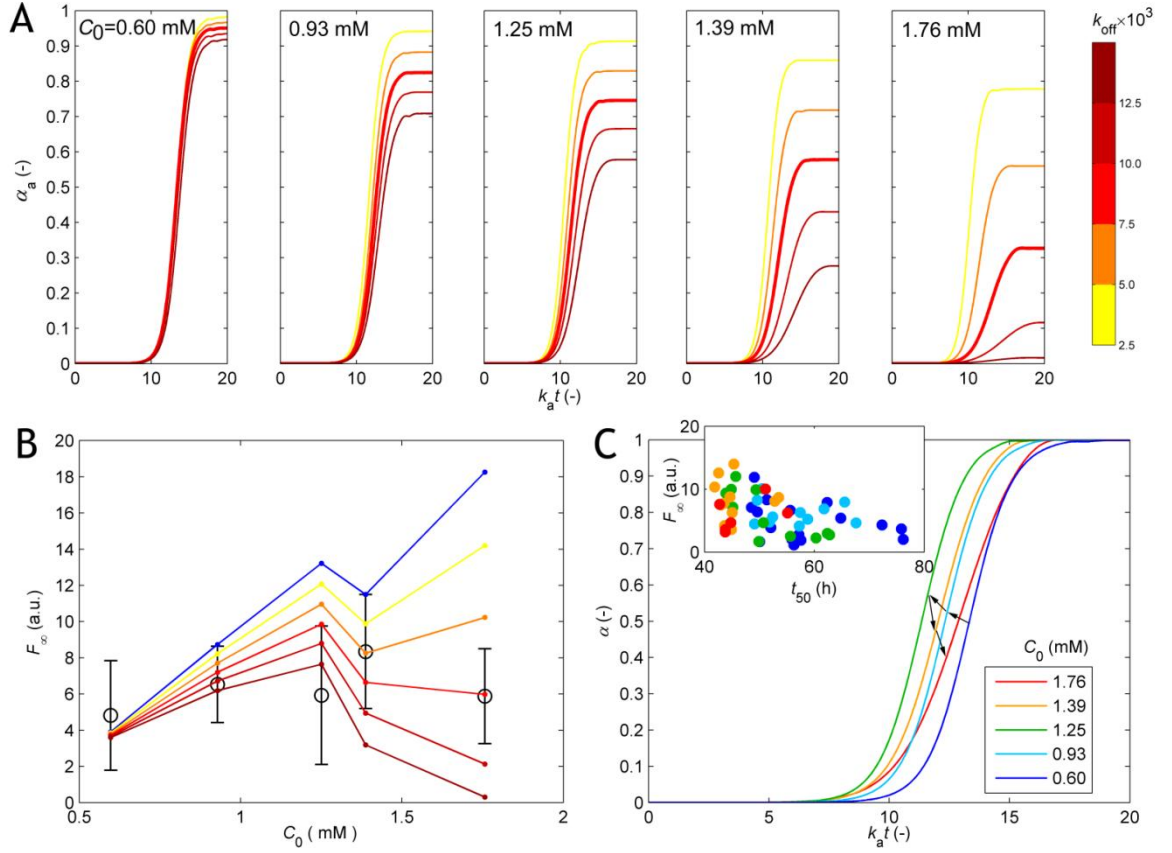 A
C0=0.60 mM
0.93 mM
1.25 mM
1.39 mM
1.76 mM
koff×10³
αa (-)
1
0.9
0.8
0.7
0.6
0.5
0.4
0.3
0.2
0.1
0
0 10 20
0 10 20
0 10 20
0 10 20
0 10 20
kat (-)
12.5
10.0
7.5
5.0
2.5
B
F∞ (a.u.)
20
18
16
14
12
10
8
6
4
2
0
0.5 1 1.5 2
C0 ( mM)
C
α (-)
1
0.9
0.8
0.7
0.6
0.5
0.4
0.3
0.2
0.1
0
0 5 10 15 20
kat (-)
F∞ (a.u.)
20
10
0
40 60 80
t50 (h)
C0 (mM)
1.76
1.39
1.25
0.93
0.60